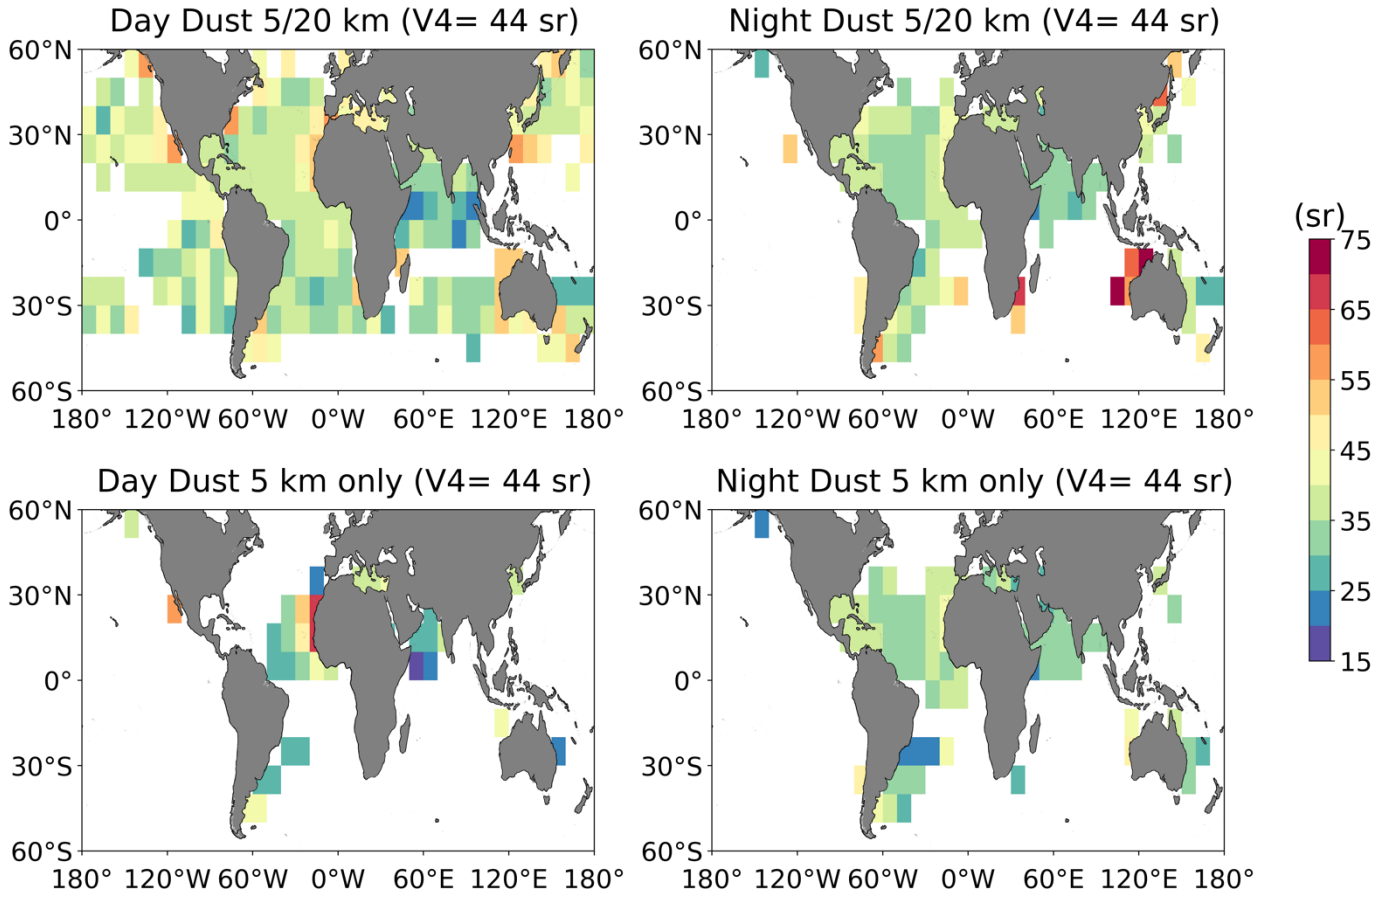 Day Dust 5/20 km (V4= 44 sr)
Night Dust 5/20 km (V4= 44 sr)
60°N
30°N
0°
30°S
60°S
180°
120°W
60°W
0°W
60°E
120°E
180°
60°N
30°N
0°
30°S
60°S
180°
120°W
60°W
0°W
60°E
120°E
180°
Day Dust 5 km only (V4= 44 sr)
Night Dust 5 km only (V4= 44 sr)
60°N
30°N
0°
30°S
60°S
180°
120°W
60°W
0°W
60°E
120°E
180°
60°N
30°N
0°
30°S
60°S
180°
120°W
60°W
0°W
60°E
120°E
180°
(sr)
75
65
55
45
35
25
15